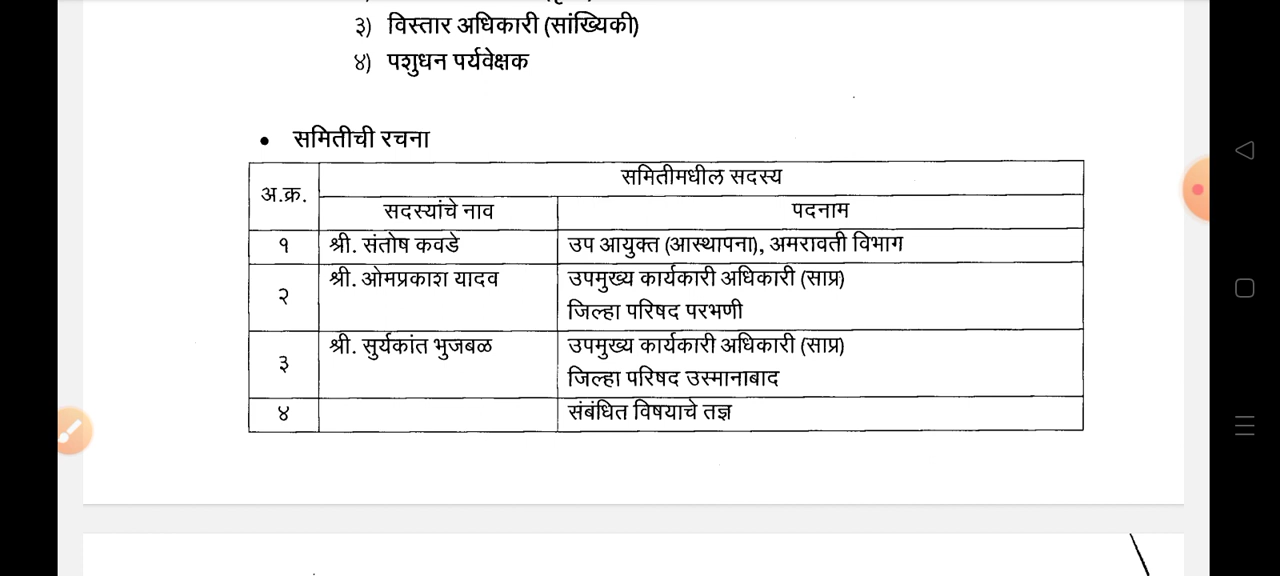 ३) विस्तार अधिकारी (सांख्यिकी)
४) पशुधन पर्यवेक्षक
• समितीची रचना
अ.क्र.
समितीमधील सदस्य
सदस्यांचे नाव
पदनाम
१
श्री. संतोष कवडे
उप आयुक्त (आस्थापना), अमरावती विभाग
२
श्री. ओमप्रकाश यादव
उपमुख्य कार्यकारी अधिकारी (साप्र)
जिल्हा परिषद परभणी
३
श्री. सुर्यकांत भुजबळ
उपमुख्य कार्यकारी अधिकारी (साप्र)
जिल्हा परिषद उस्मानाबाद
४
संबंधित विषयाचे तज्ञ